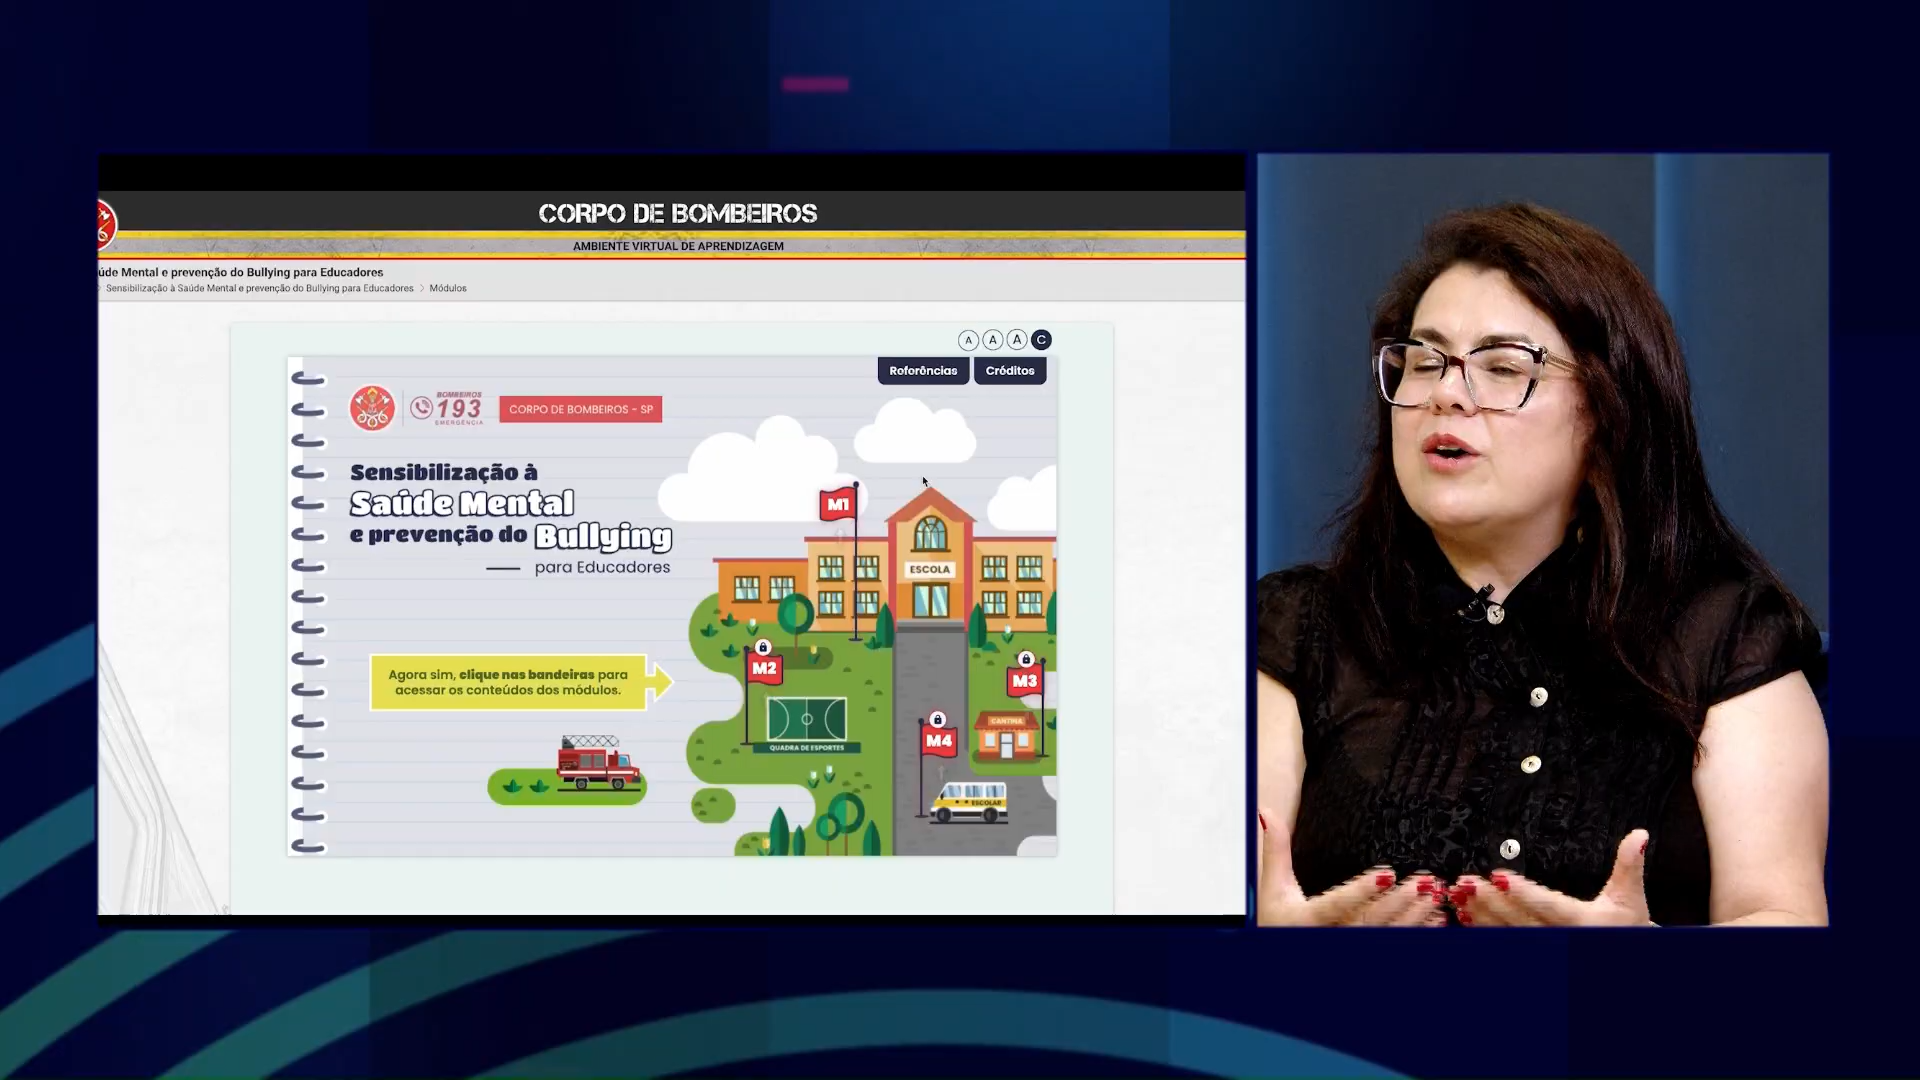 CORPO DE BOMBEIROS
AMBIENTE VIRTUAL DE APRENDIZAGEM
úde Mental e prevenção do Bullying para Educadores
Sensibilização à Saúde Mental e prevenção do Bullying para Educadores > Módulos
A A A C
Referências Créditos
BOMBEIROS
193
EMERGÊNCIA
CORPO DE BOMBEIROS - SP
Sensibilização à
Saúde Mental
e prevenção do Bullying
para Educadores
M1
ESCOLA
M2
M3
Agora sim, clique nas bandeiras para
acessar os conteúdos dos módulos.
M4
CANTINA
QUADRA DE ESPORTES
ESCOLAR